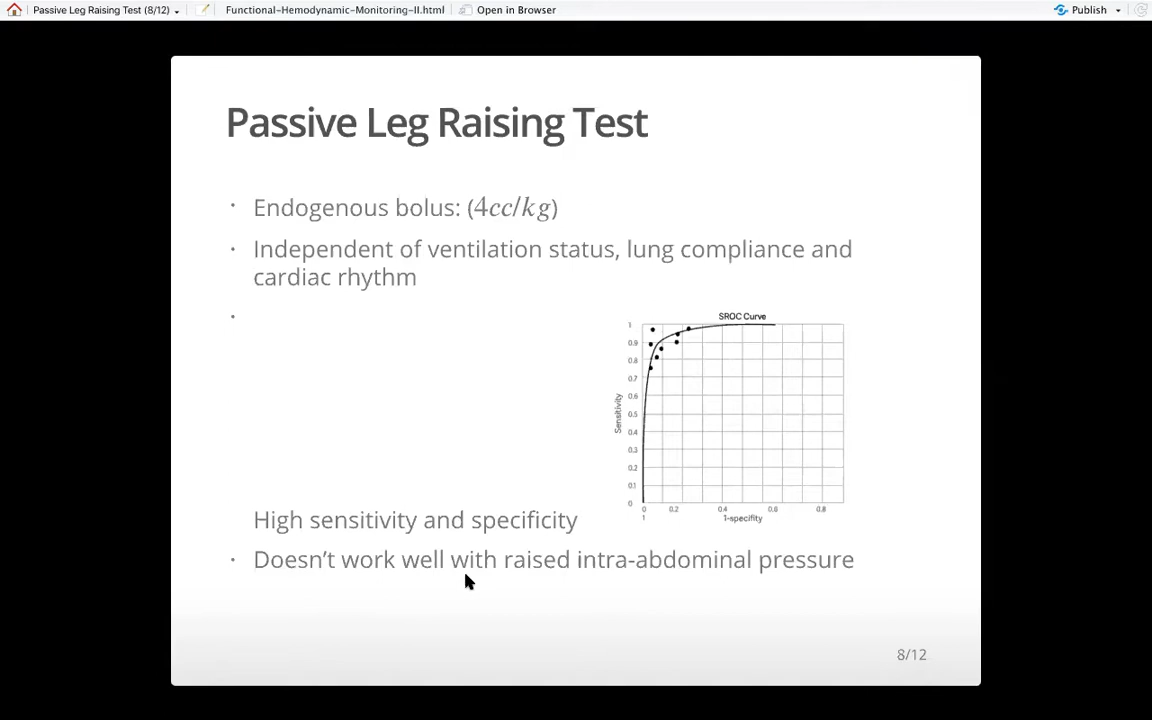 Passive Leg Raising Test (8/12)
Functional-Hemodynamic-Monitoring-II.html
Open in Browser
Publish
Passive Leg Raising Test
• Endogenous bolus: (4cc/kg)
• Independent of ventilation status, lung compliance and
cardiac rhythm
•
SROC Curve
1
0.9
0.8
0.7
0.6
0.5
0.4
0.3
0.2
0.1
0
Sensitivity
0 0.2 0.4 0.6 0.8
1
1-specifity
High sensitivity and specificity
• Doesn't work well with raised intra-abdominal pressure
8/12